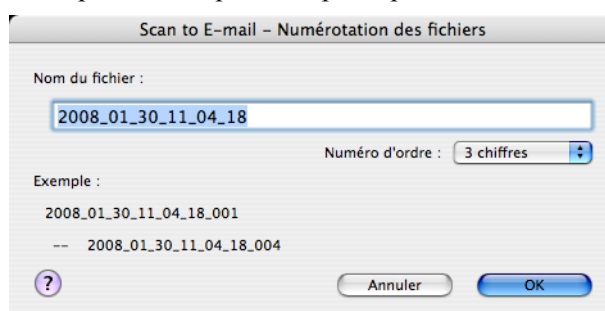 Scan to E-mail – Numérotation des fichiers
Nom du fichier :
2008_01_30_11_04_18
Numéro d'ordre : 3 chiffres
Exemple :
2008_01_30_11_04_18_001
-- 2008_01_30_11_04_18_004
? Annuler OK